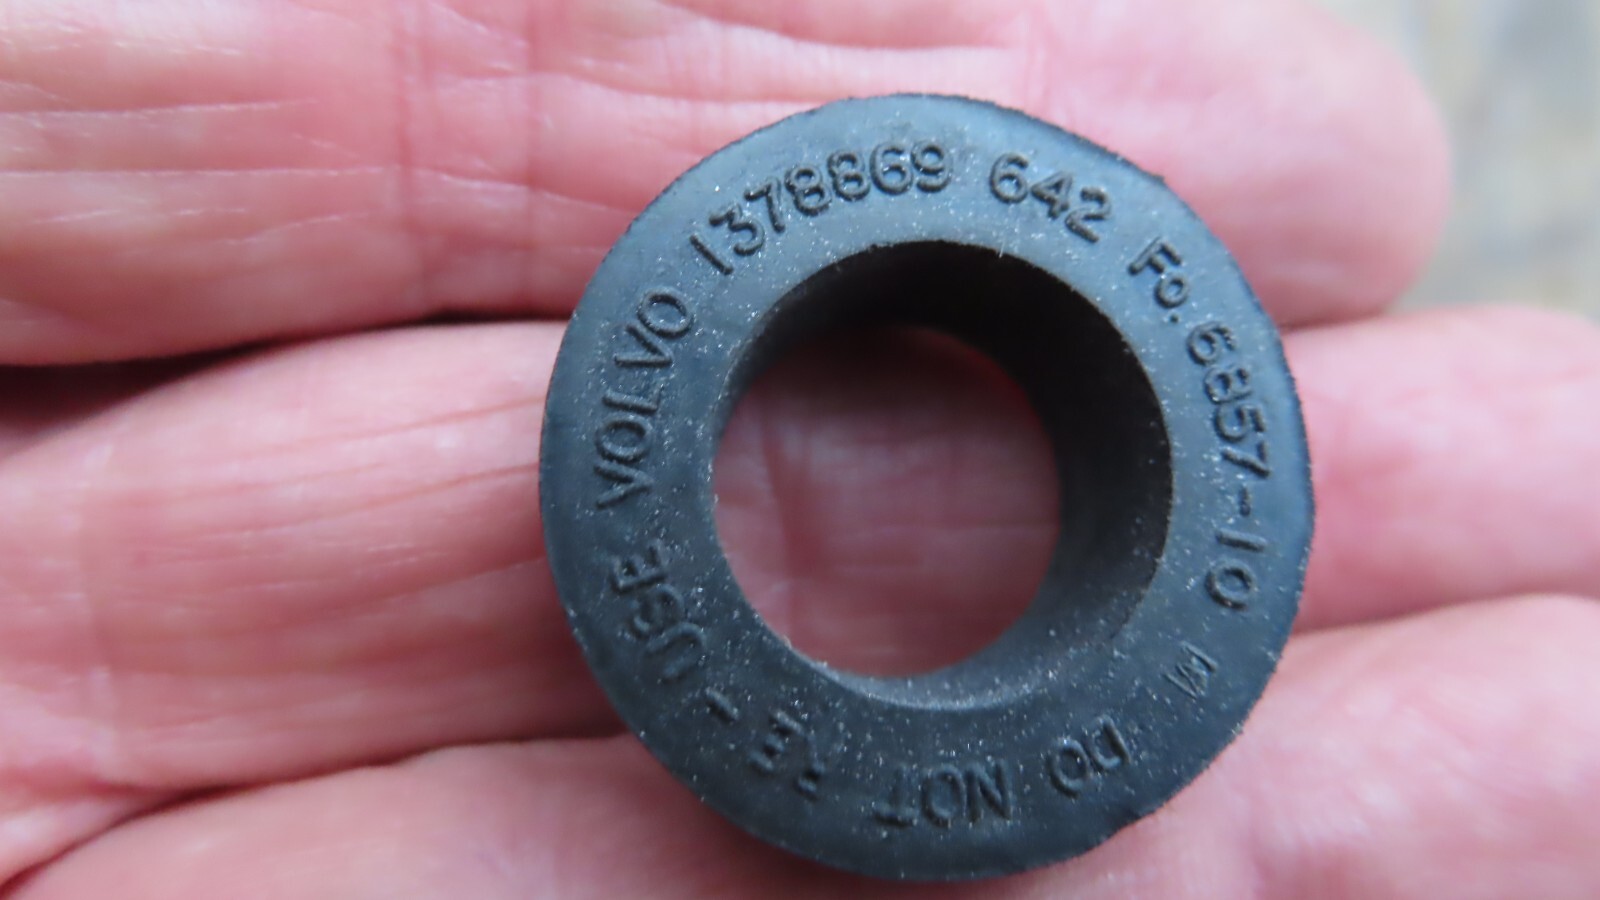 VOLVO 1378869 642 Fo. 6857-10 M DO NOT RE-USE